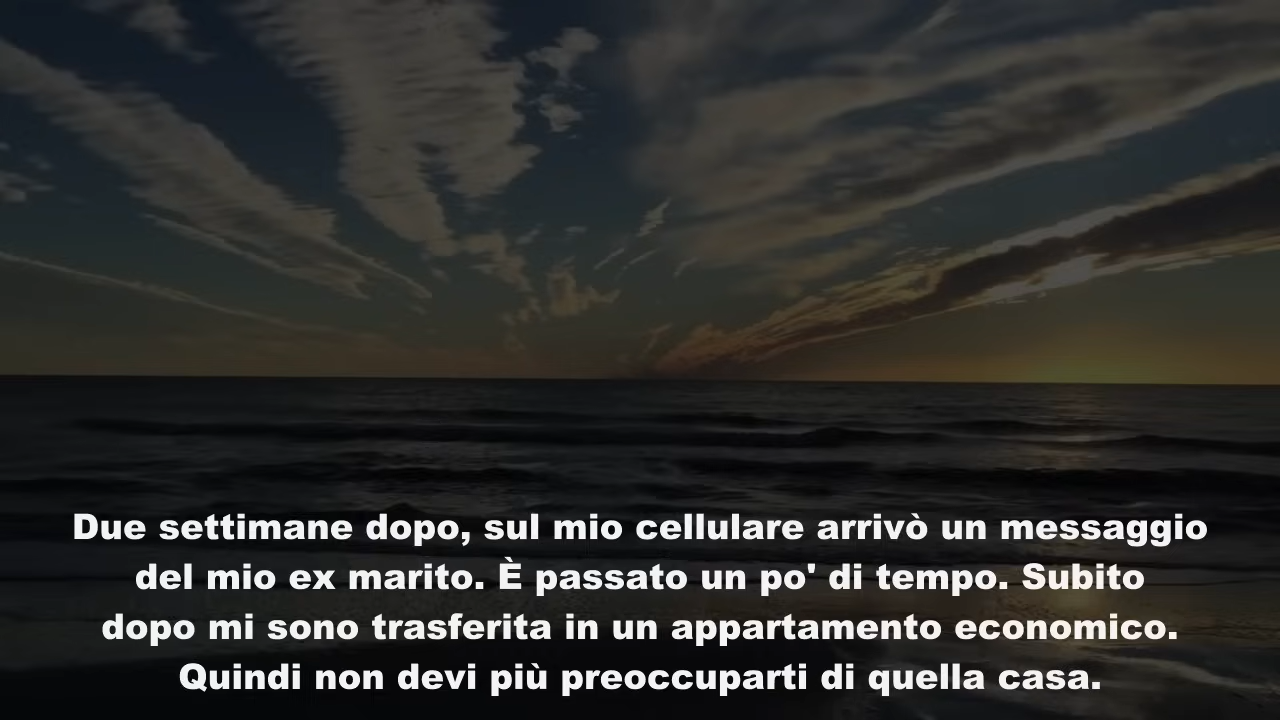 Due settimane dopo, sul mio cellulare arrivò un messaggio
del mio ex marito. È passato un po' di tempo. Subito
dopo mi sono trasferita in un appartamento economico.
Quindi non devi più preoccuparti di quella casa.